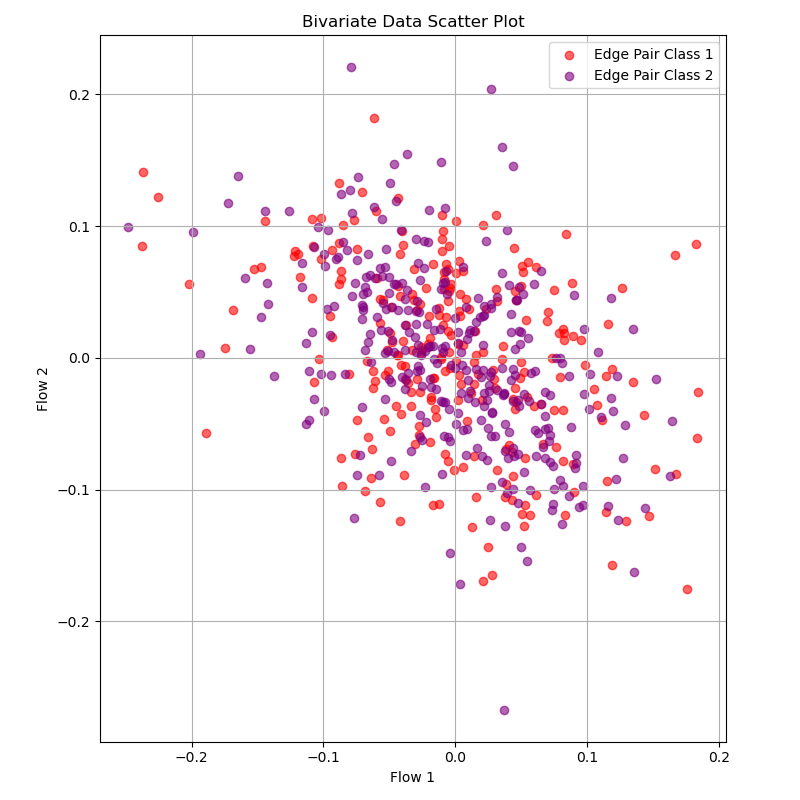 Bivariate Data Scatter Plot
Edge Pair Class 1
Edge Pair Class 2
0.2
0.1
0.0
−0.1
−0.2
Flow 2
−0.2
−0.1
0.0
0.1
0.2
Flow 1